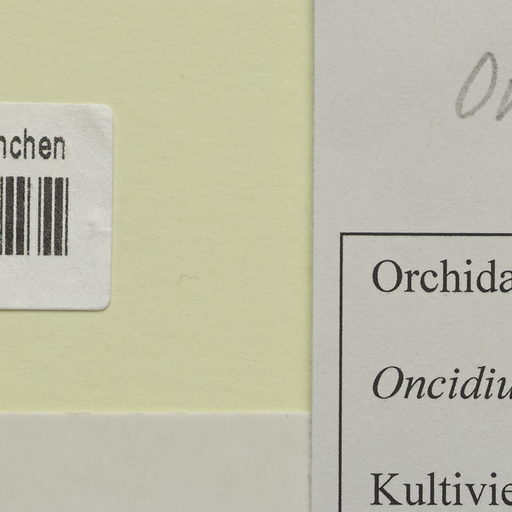 nchen
Orchida
Oncidiu
Kultivie